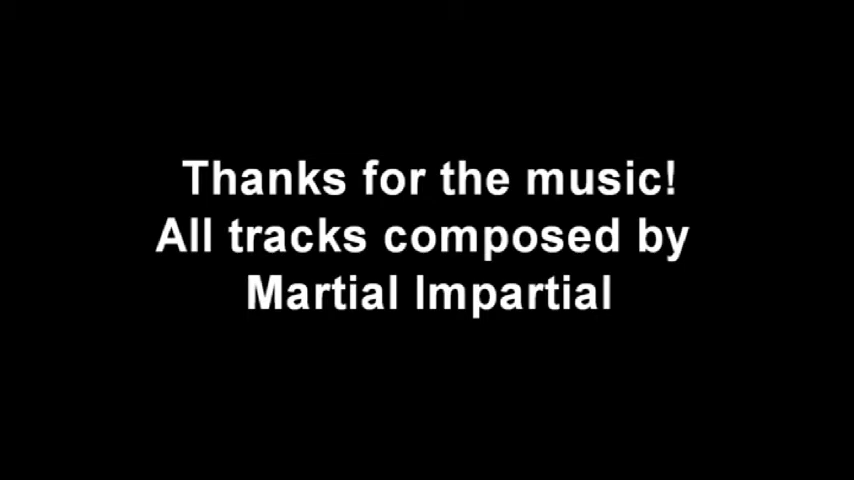 Thanks for the music!
All tracks composed by
Martial Impartial